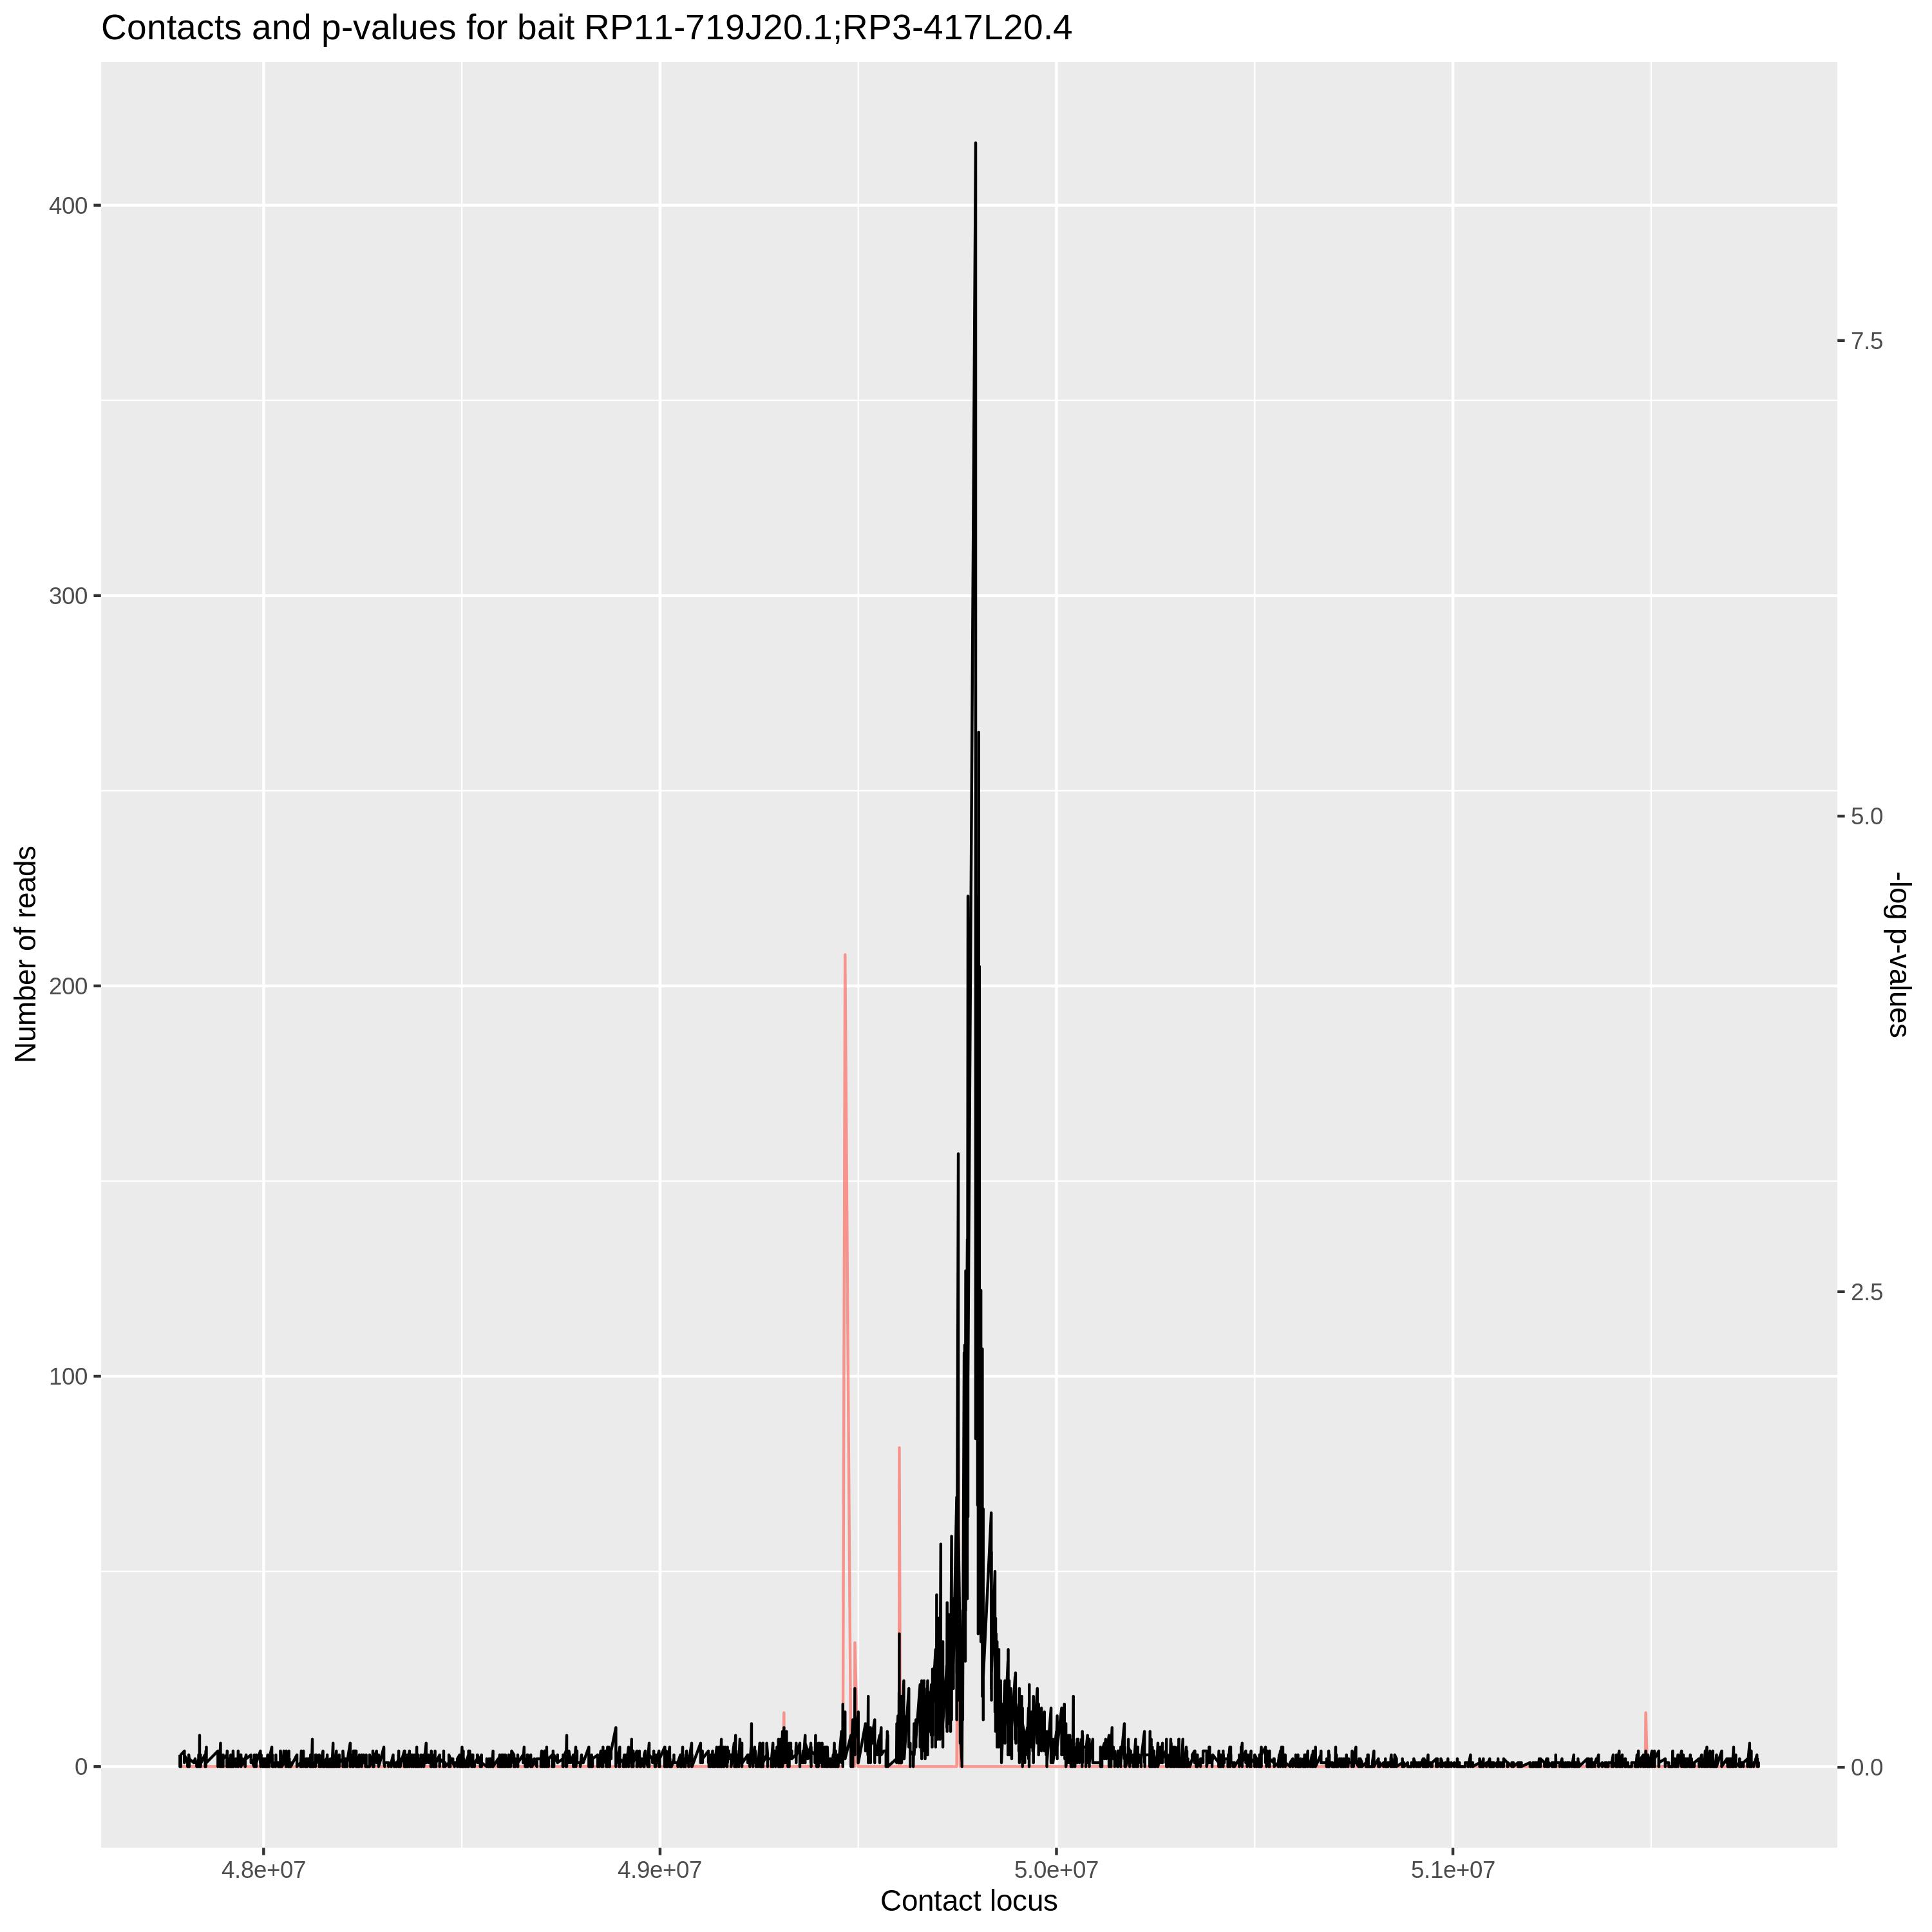 Contacts and p-values for bait RP11-719J20.1;RP3-417L20.4
400
300
200
100
0
Number of reads
7.5
5.0
2.5
0.0
-log p-values
4.8e+07 4.9e+07 5.0e+07 5.1e+07
Contact locus